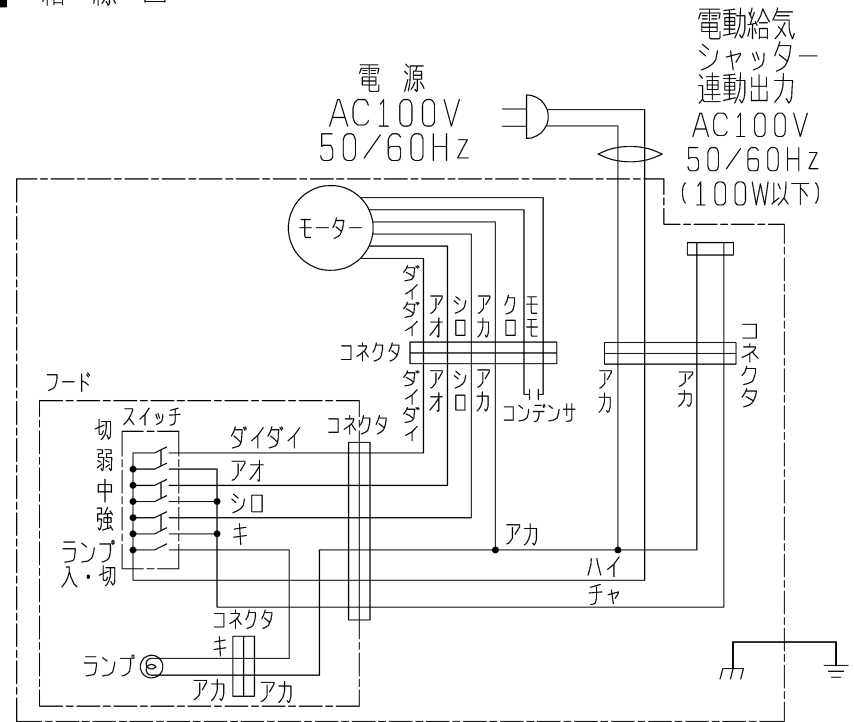 電源
AC100V
50/60Hz
電動給気
シャッター
連動出力
AC100V
50/60Hz
(100W以下)
モーター
ダイダイ
アオ
シロ
アカ
クロ
モモ
コネクタ
ダイダイ
アオ
シロ
アカ
コンデンサ
アカ
アカ
コネクタ
フード
スイッチ
コネクタ
切
弱
中
強
ランプ
入・切
ダイダイ
アオ
シロ
キ
アカ
ハイ
チャ
コネクタ
キ
ランプ
アカ
アカ